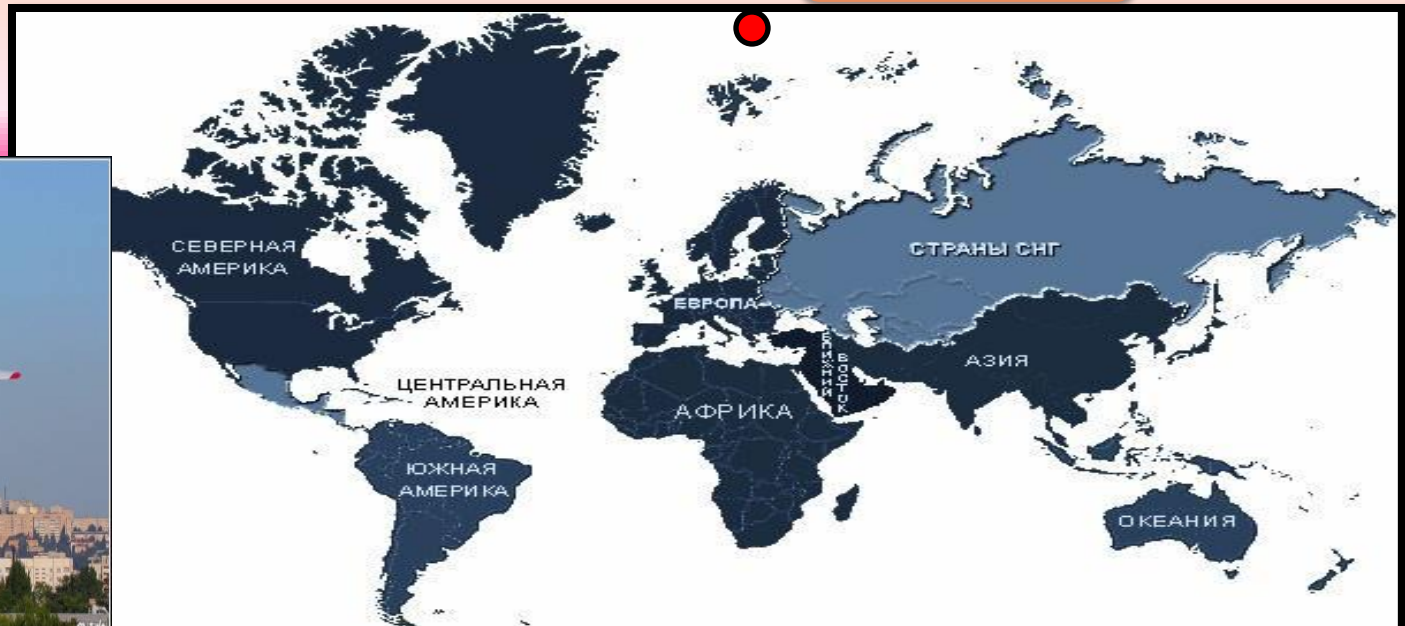 СЕВЕРНАЯ
АМЕРИКА
СТРАНЫ СНГ
ЕВРОПА
БЛИЖНИЙ
ВОСТОК
АЗИЯ
ЦЕНТРАЛЬНАЯ
АМЕРИКА
АФРИКА
ЮЖНАЯ
АМЕРИКА
ОКЕАНИЯ